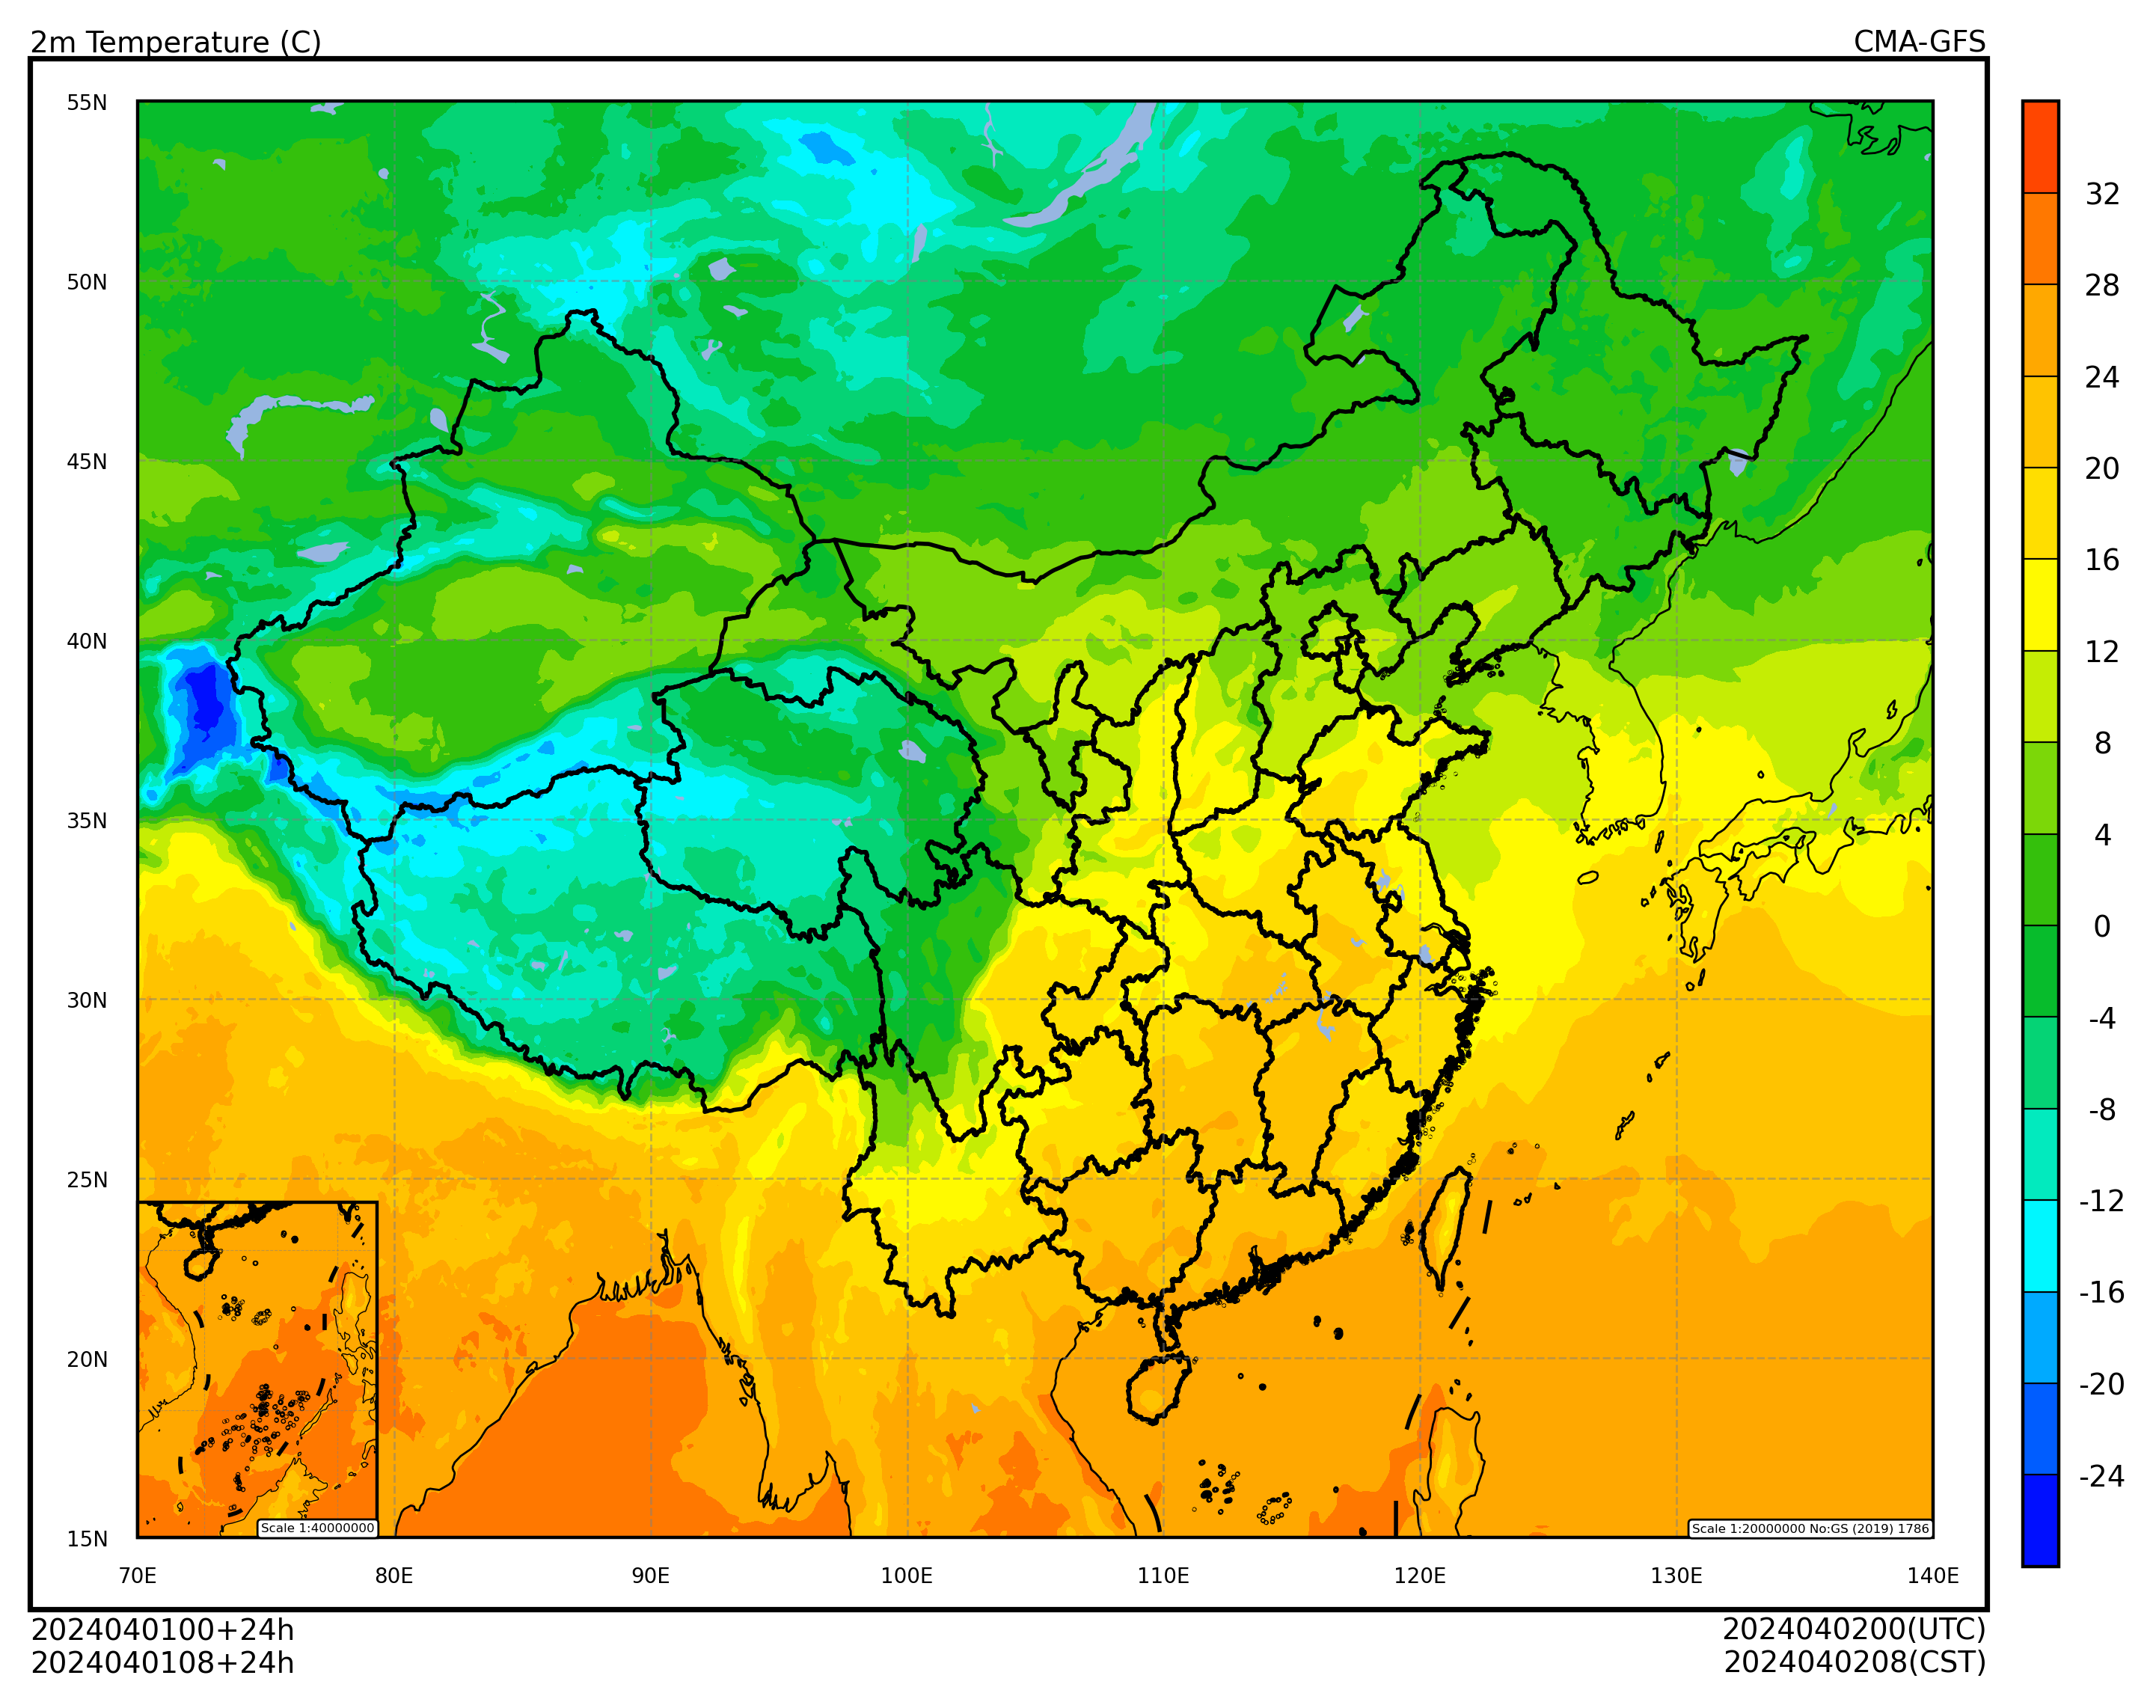 2m Temperature (C)
CMA-GFS
55N
50N
45N
40N
35N
30N
25N
20N
15N
70E
80E
90E
100E
110E
120E
130E
140E
32
28
24
20
16
12
8
4
0
-4
-8
-12
-16
-20
-24
Scale 1:40000000
Scale 1:20000000 No:GS (2019) 1786
2024040100+24h
2024040108+24h
2024040200(UTC)
2024040208(CST)